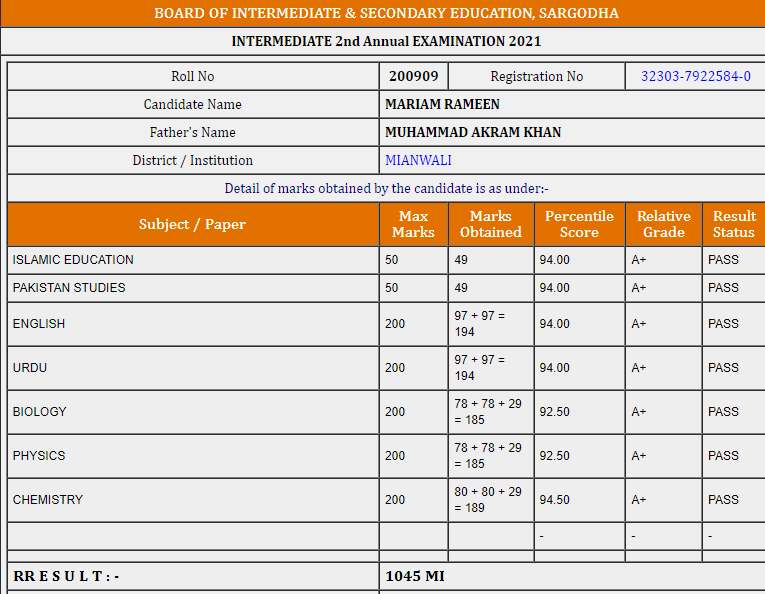 BOARD OF INTERMEDIATE & SECONDARY EDUCATION, SARGODHA
INTERMEDIATE 2nd Annual EXAMINATION 2021
Roll No 200909 Registration No 32303-7922584-0
Candidate Name MARIAM RAMEEN
Father's Name MUHAMMAD AKRAM KHAN
District / Institution MIANWALI
Detail of marks obtained by the candidate is as under:-
Subject / Paper Max Marks Marks Obtained Percentile Score Relative Grade Result Status
ISLAMIC EDUCATION 50 49 94.00 A+ PASS
PAKISTAN STUDIES 50 49 94.00 A+ PASS
ENGLISH 200 97 + 97 = 194 94.00 A+ PASS
URDU 200 97 + 97 = 194 94.00 A+ PASS
BIOLOGY 200 78 + 78 + 29 = 185 92.50 A+ PASS
PHYSICS 200 78 + 78 + 29 = 185 92.50 A+ PASS
CHEMISTRY 200 80 + 80 + 29 = 189 94.50 A+ PASS
- - -
RR E S U L T : - 1045 MI